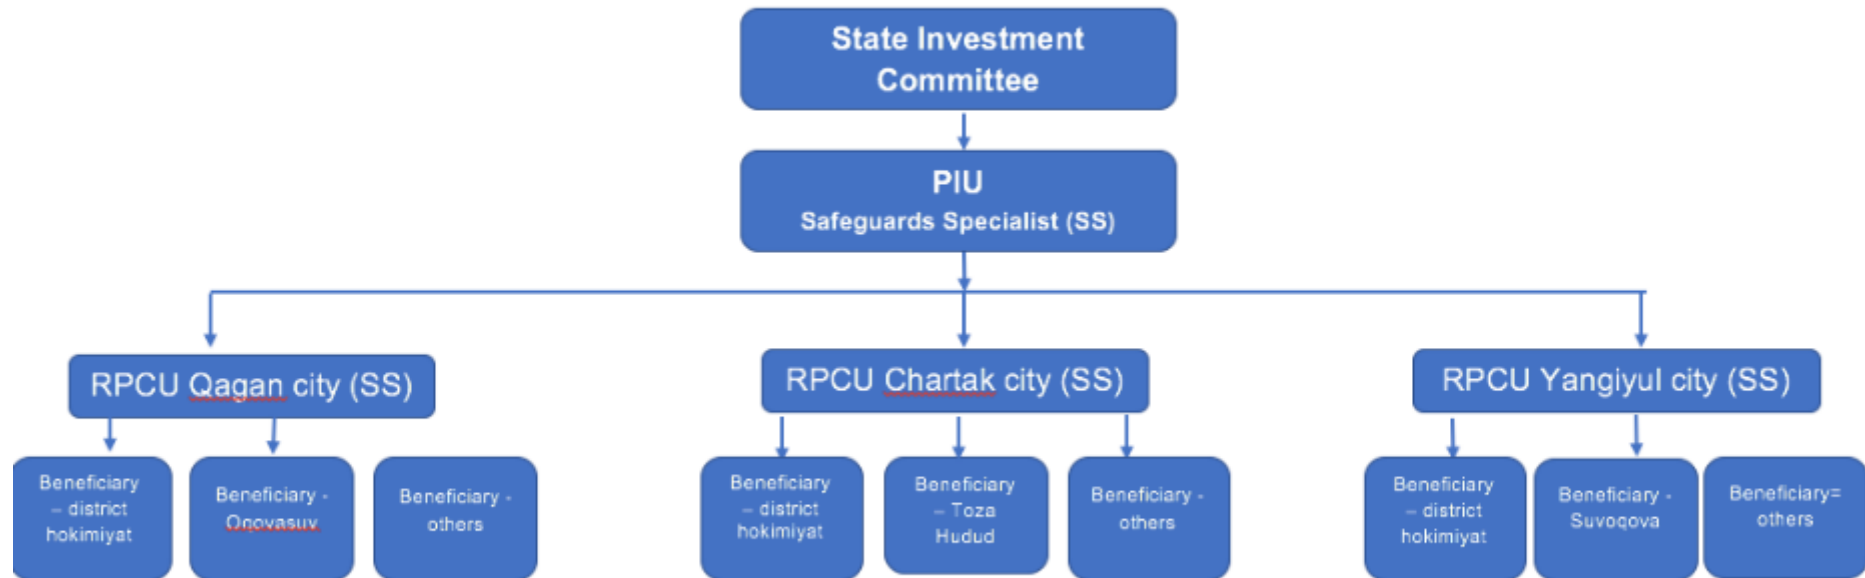 State Investment
Committee
PIU
Safeguards Specialist (SS)
RPCU Qagan city (SS)
RPCU Chartak city (SS)
RPCU Yangiyul city (SS)
Beneficiary
– district
hokimiyat
Beneficiary -
Oqovasuv
Beneficiary -
others
Beneficiary
– district
hokimiyat
Beneficiary
– Toza
Hudud
Beneficiary -
others
Beneficiary
– district
hokimiyat
Beneficiary -
Suvoqova
Beneficiary=
others